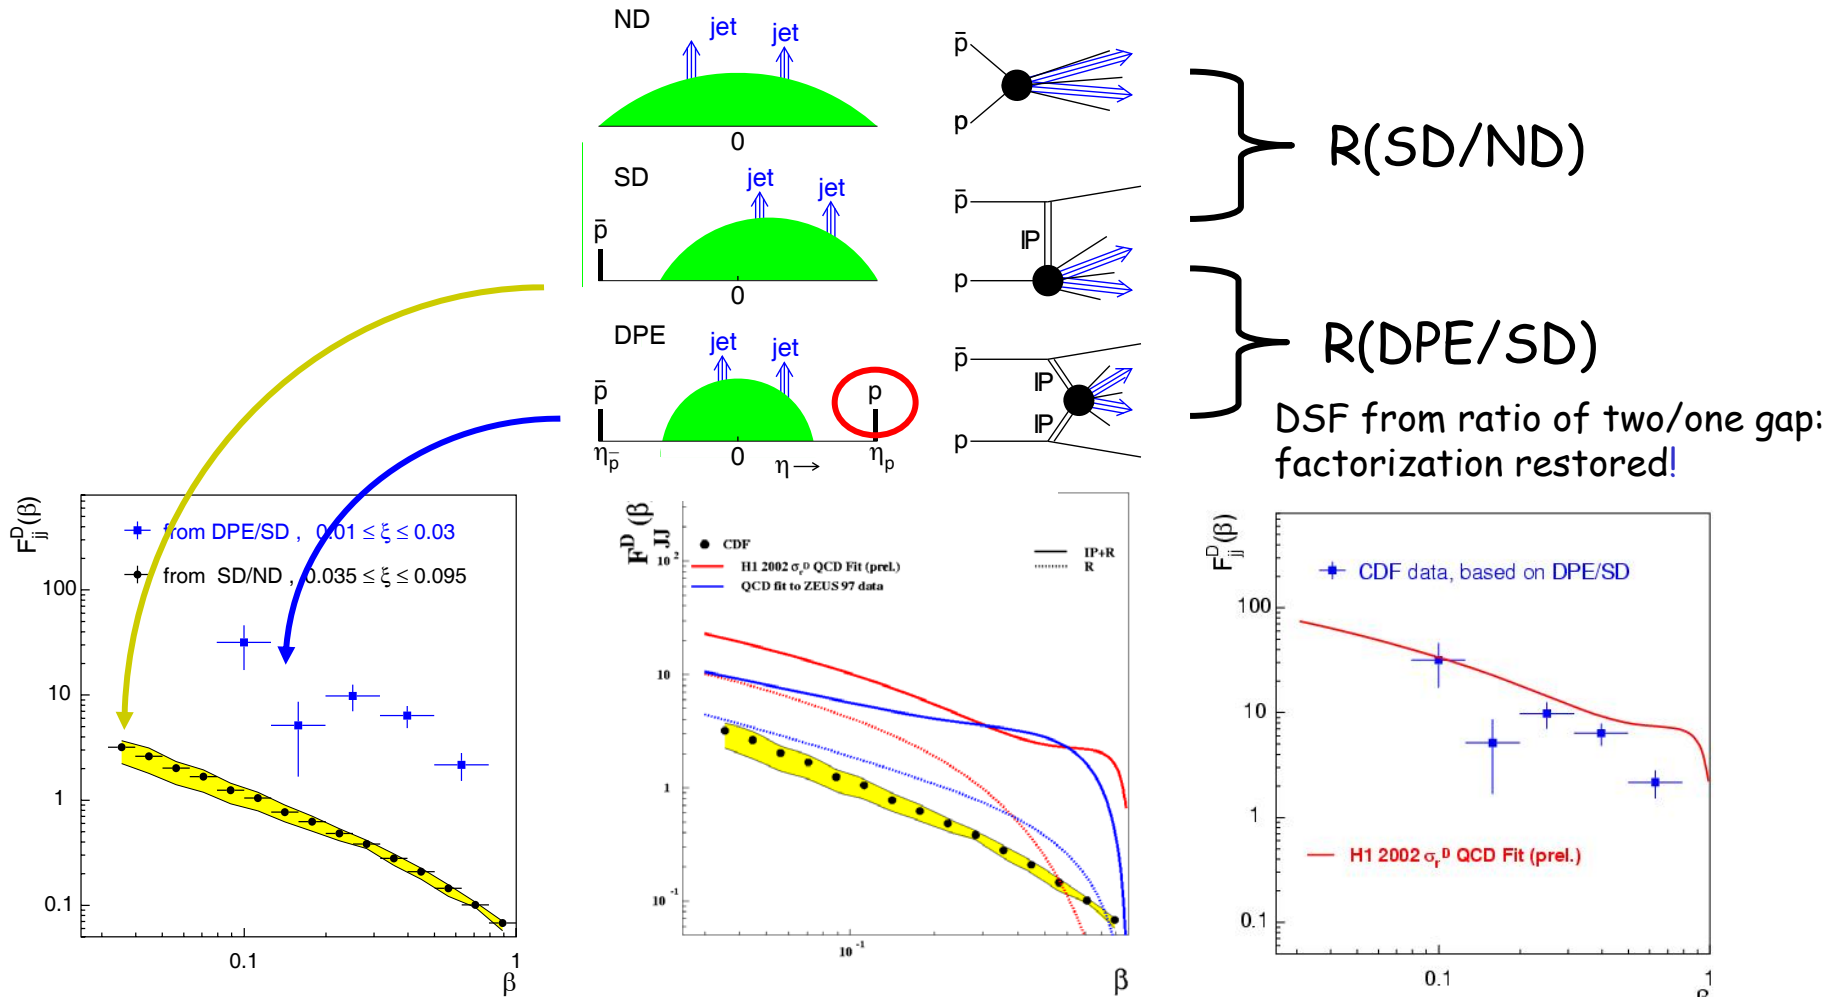 ND
jet
jet
0
p̄
p
R(SD/ND)
SD
jet
jet
p̄
0
p̄
IP
p
DPE
jet
jet
p̄
p
η_p̄
0
η→
η_p
p̄
IP
IP
p
R(DPE/SD)
DSF from ratio of two/one gap:
factorization restored!
F_jj^D(β)
from DPE/SD , 0.01 ≤ ξ ≤ 0.03
from SD/ND , 0.035 ≤ ξ ≤ 0.095
100
10
1
0.1
0.1
1
β
F^D_JJ(β
CDF
H1 2002 σ_r^D QCD Fit (prel.)
QCD fit to ZEUS 97 data
IP+R
R
10^2
10
1
10^-1
10^-1
β
F_jj^D(β)
CDF data, based on DPE/SD
100
10
1
0.1
H1 2002 σ_r^D QCD Fit (prel.)
0.1
1
β